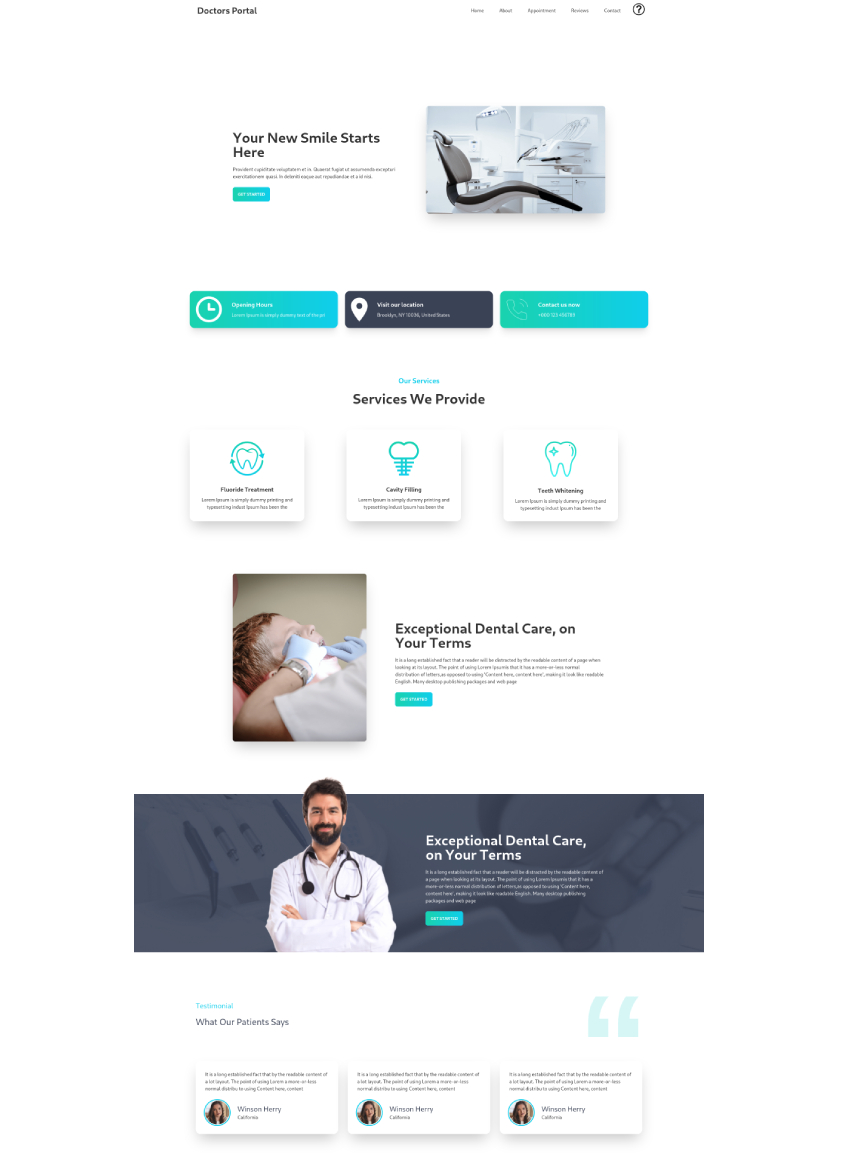 Doctors Portal
Home About Appointment Reviews Contact
Your New Smile Starts
Here
Provident cupiditate voluptatem et in. Quaerat fugiat ut assumenda excepturi
exercitationem quasi. In deleniti eaque aut repudiandae et a id nisi.
GET STARTED
Opening Hours
Lorem Ipsum is simply dummy text of the pri
Visit our location
Brooklyn, NY 10036, United States
Contact us now
+000 123 456789
Our Services
Services We Provide
Fluoride Treatment
Lorem Ipsum is simply dummy printing and
typesetting indust Ipsum has been the
Cavity Filling
Lorem Ipsum is simply dummy printing and
typesetting indust Ipsum has been the
Teeth Whitening
Lorem Ipsum is simply dummy printing and
typesetting indust Ipsum has been the
Exceptional Dental Care, on
Your Terms
It is a long established fact that a reader will be distracted by the readable content of a page when
looking at its layout. The point of using Lorem Ipsumis that it has a more-or-less normal
distribution of letters,as opposed to using 'Content here, content here', making it look like readable
English. Many desktop publishing packages and web page
GET STARTED
Exceptional Dental Care,
on Your Terms
It is a long established fact that a reader will be distracted by the readable content of
a page when looking at its layout. The point of using Lorem Ipsumis that it has a
more-or-less normal distribution of letters,as opposed to using 'Content here,
content here', making it look like readable English. Many desktop publishing
packages and web page
GET STARTED
Testimonial
What Our Patients Says
It is a long established fact that by the readable content of
a lot layout. The point of using Lorem a more-or-less
normal distribu to using Content here, content
Winson Herry
California
It is a long established fact that by the readable content of
a lot layout. The point of using Lorem a more-or-less
normal distribu to using Content here, content
Winson Herry
California
It is a long established fact that by the readable content of
a lot layout. The point of using Lorem a more-or-less
normal distribu to using Content here, content
Winson Herry
California